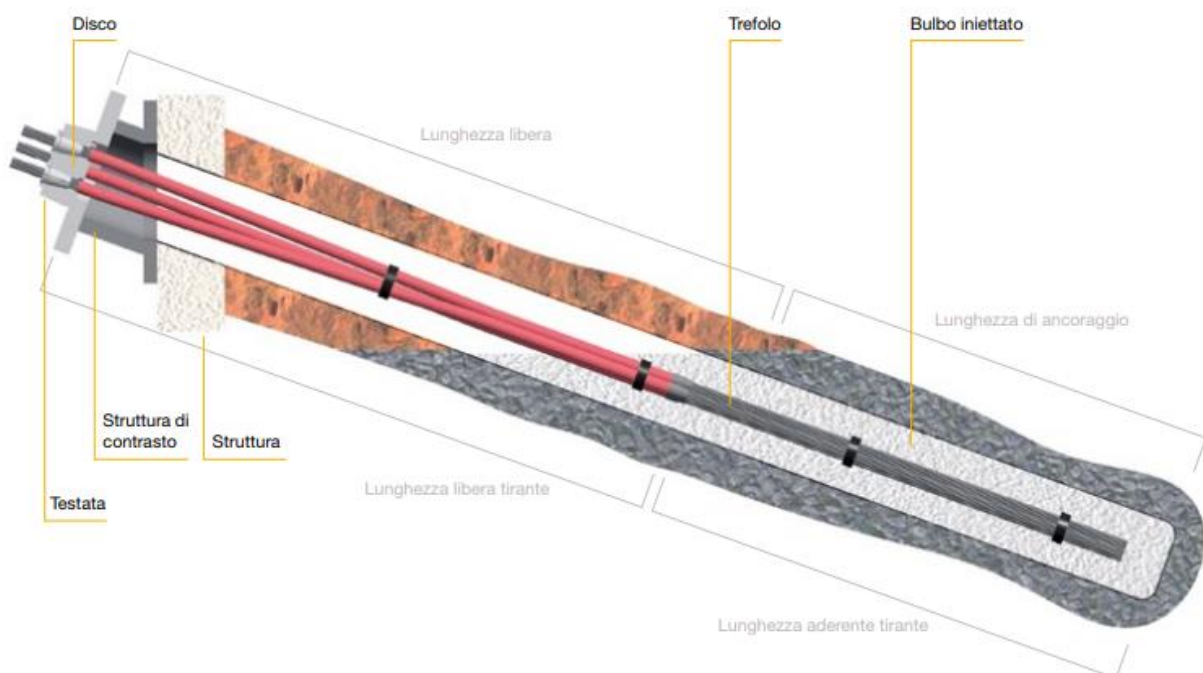 Disco
Trefolo
Bulbo iniettato
Lunghezza libera
Lunghezza di ancoraggio
Struttura di
contrasto
Struttura
Lunghezza libera tirante
Testata
Lunghezza aderente tirante